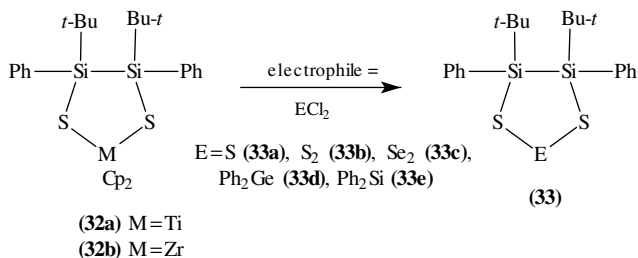 t-Bu Bu-t t-Bu Bu-t
Ph Si Si Ph electrophile = Ph Si Si Ph
ECl2
S S S S
M E=S (33a), S2 (33b), Se2 (33c), E
Cp2 Ph2Ge (33d), Ph2Si (33e)
(33)
(32a) M=Ti
(32b) M=Zr